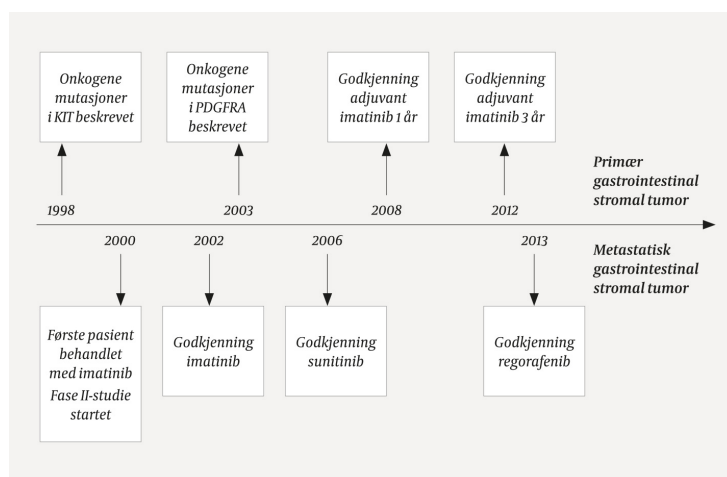 Onkogene
mutasjoner
i KIT beskrevet
Onkogene
mutasjoner
i PDGFRA
beskrevet
Godkjenning
adjuvant
imatinib 1 år
Godkjenning
adjuvant
imatinib 3 år
Primær
gastrointestinal
stromal tumor
1998
2003
2008
2012
2000
2002
2006
2013
Metastatisk
gastrointestinal
stromal tumor
Første pasient
behandlet
med imatinib
Fase II-studie
startet
Godkjenning
imatinib
Godkjenning
sunitinib
Godkjenning
regorafenib